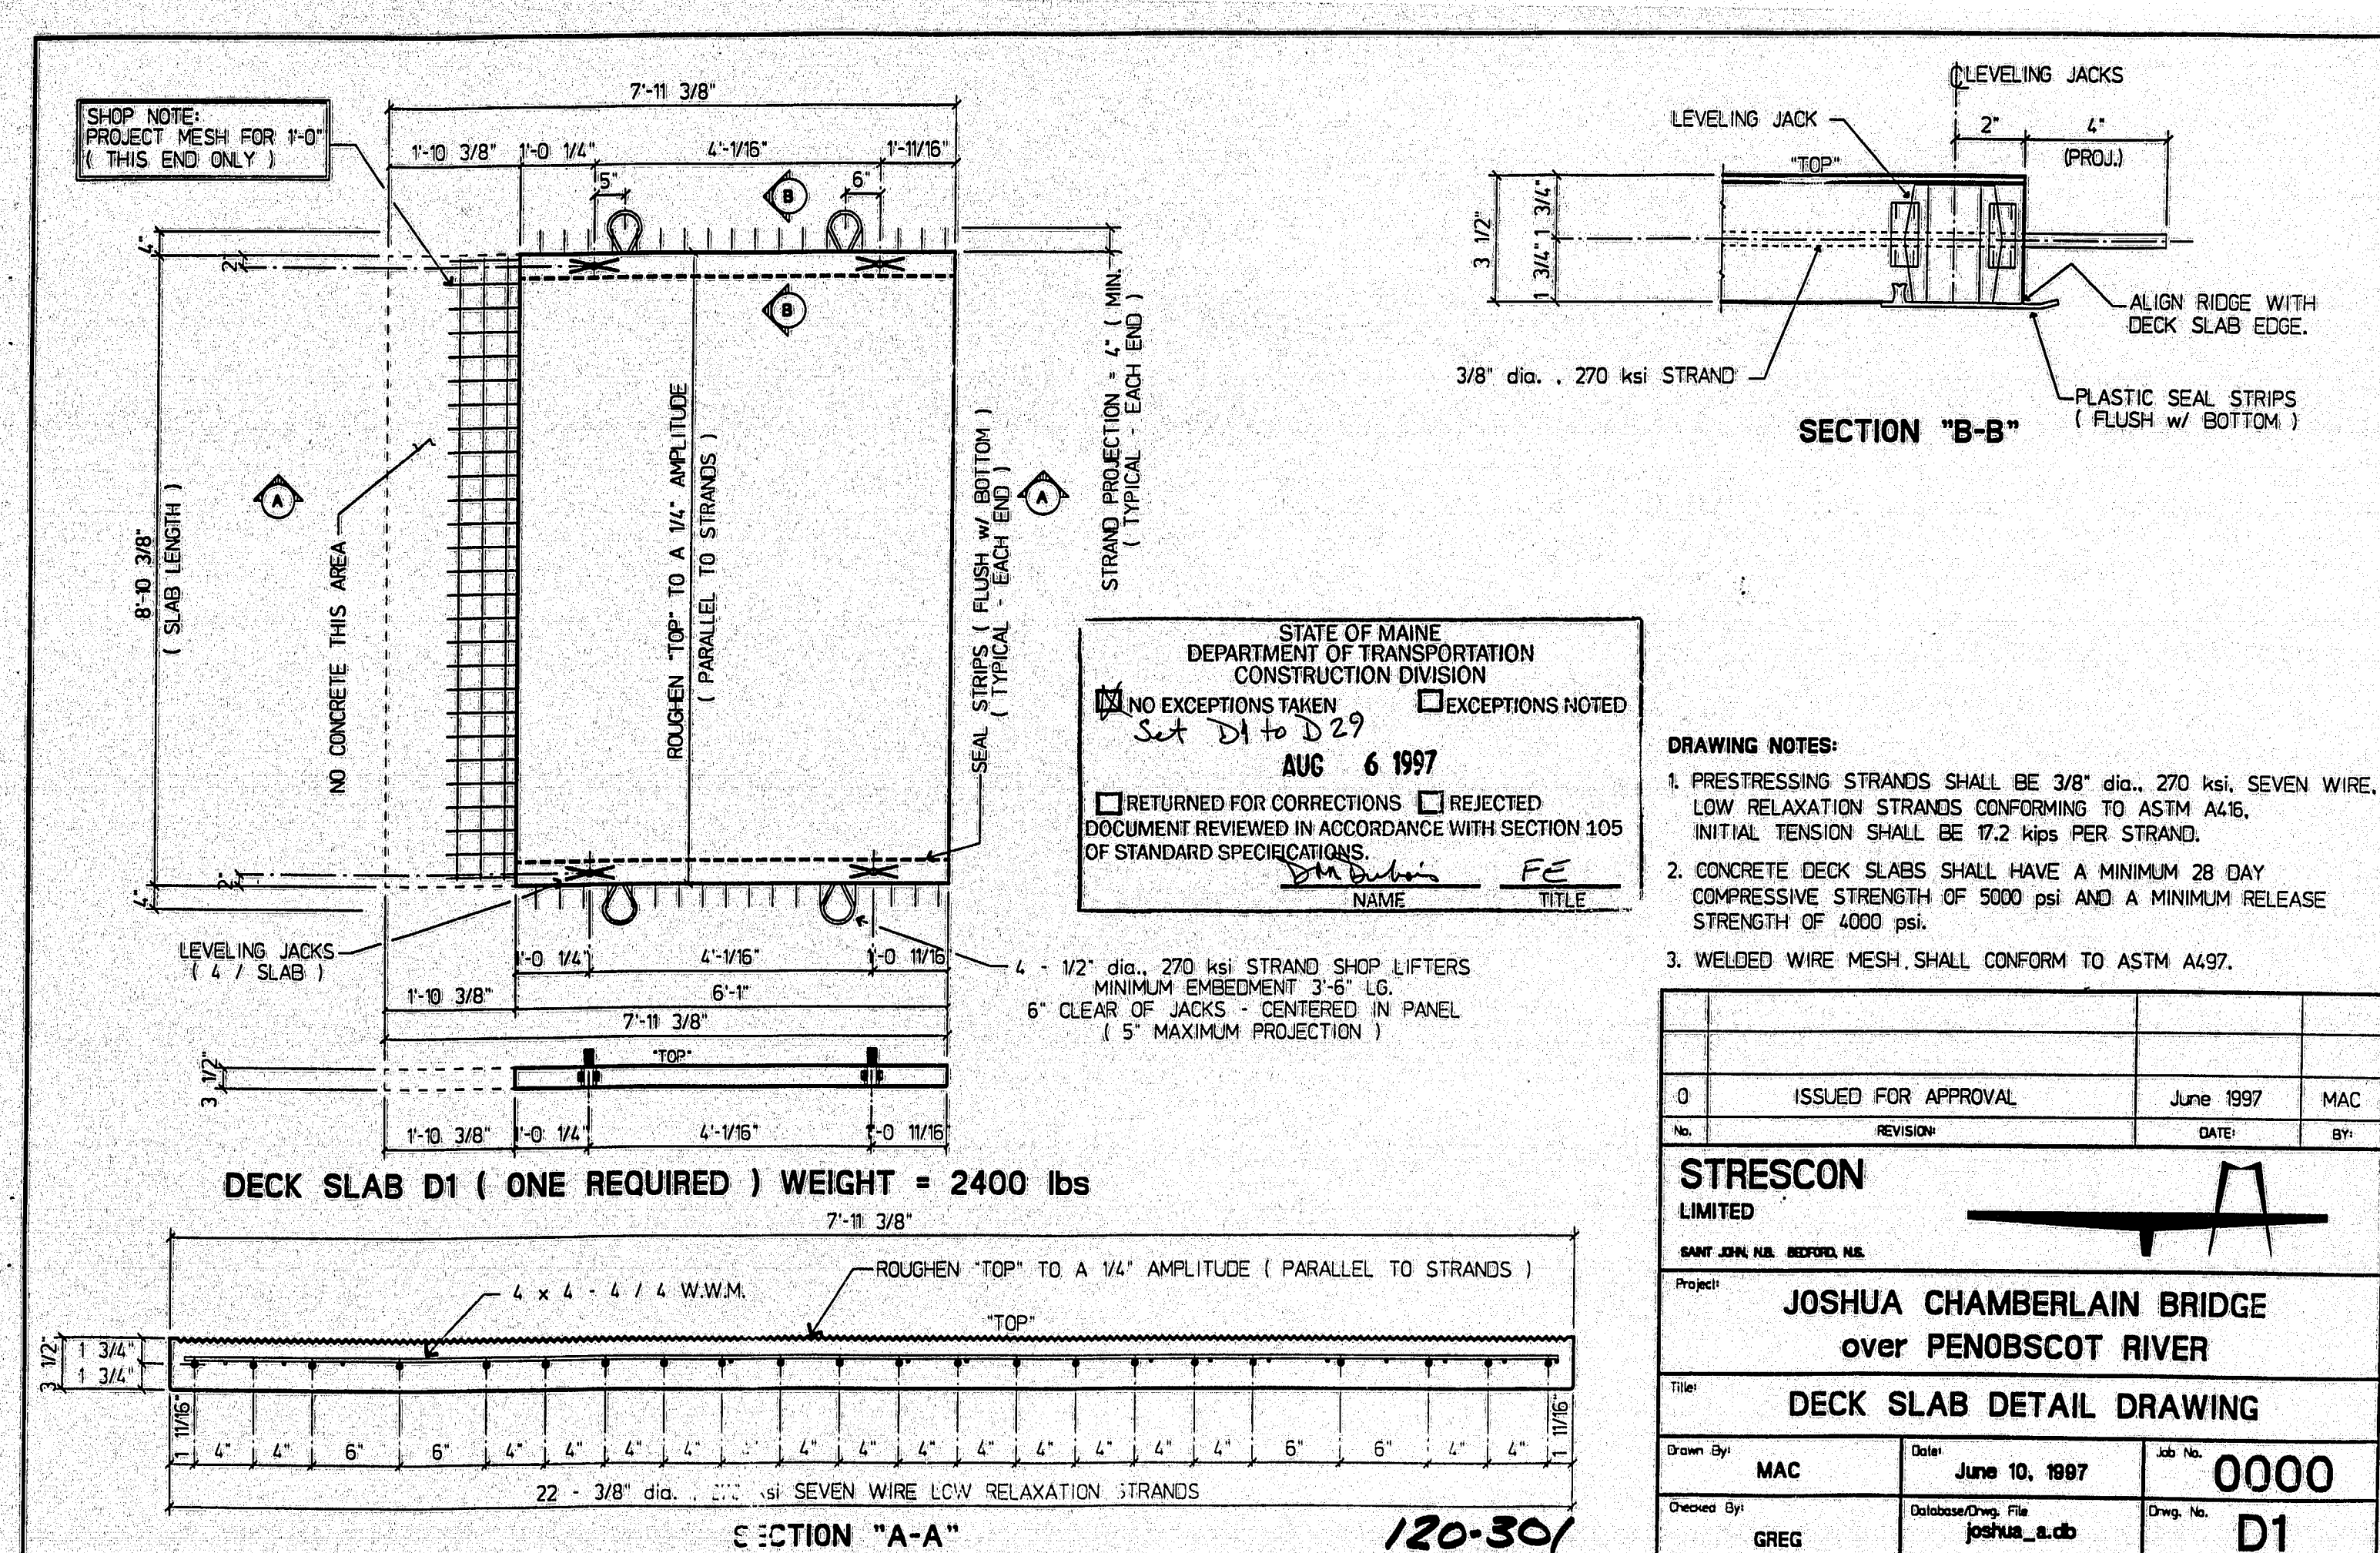 SHOP NOTE:
PROJECT MESH FOR 1'-0"
( THIS END ONLY )
7'-11 3/8"
1'-10 3/8" 1'-0 1/4" 4'-1/16" 1'-11/16"
5" 6"
B
B
4"
2"
8'-10 3/8"
( SLAB LENGTH )
A
NO CONCRETE THIS AREA
ROUGHEN "TOP" TO A 1/4" AMPLITUDE
( PARALLEL TO STRANDS )
SEAL STRIPS ( FLUSH w/ BOTTOM )
( TYPICAL - EACH END )
A
STRAND PROJECTION = 4" ( MIN. )
( TYPICAL - EACH END )
2"
4"
LEVELING JACKS
( 4 / SLAB )
1'-0 1/4" 4'-1/16" 1'-0 11/16
1'-10 3/8" 6'-1"
7'-11 3/8"
4 - 1/2" dia., 270 ksi STRAND SHOP LIFTERS
MINIMUM EMBEDMENT 3'-6" LG.
6" CLEAR OF JACKS - CENTERED IN PANEL
( 5" MAXIMUM PROJECTION )
"TOP"
3 1/2"
1'-10 3/8" 1'-0 1/4" 4'-1/16" 1'-0 11/16
DECK SLAB D1 ( ONE REQUIRED ) WEIGHT = 2400 lbs
7'-11 3/8"
ROUGHEN "TOP" TO A 1/4" AMPLITUDE ( PARALLEL TO STRANDS )
4 x 4 - 4 / 4 W.W.M.
"TOP"
3 1/2"
1 3/4"
1 3/4"
1 11/16" 4" 4" 6" 6" 4" 4" 4" 4" 4" 4" 4" 4" 4" 4" 4" 6" 6" 4" 4" 1 11/16"
22 - 3/8" dia. , ksi SEVEN WIRE LOW RELAXATION STRANDS
SECTION "A-A"
120-301
CL LEVELING JACKS
LEVELING JACK
2" 4"
(PROJ.)
"TOP"
3 1/2"
1 3/4" 1 3/4"
ALIGN RIDGE WITH
DECK SLAB EDGE.
3/8" dia. , 270 ksi STRAND
PLASTIC SEAL STRIPS
( FLUSH w/ BOTTOM )
SECTION "B-B"
STATE OF MAINE
DEPARTMENT OF TRANSPORTATION
CONSTRUCTION DIVISION
NO EXCEPTIONS TAKEN EXCEPTIONS NOTED
Set D1 to D29
AUG 6 1997
RETURNED FOR CORRECTIONS REJECTED
DOCUMENT REVIEWED IN ACCORDANCE WITH SECTION 105
OF STANDARD SPECIFICATIONS.
Dan Dubois FE
NAME TITLE
DRAWING NOTES:
1. PRESTRESSING STRANDS SHALL BE 3/8" dia., 270 ksi, SEVEN WIRE,
LOW RELAXATION STRANDS CONFORMING TO ASTM A416,
INITIAL TENSION SHALL BE 17.2 kips PER STRAND.
2. CONCRETE DECK SLABS SHALL HAVE A MINIMUM 28 DAY
COMPRESSIVE STRENGTH OF 5000 psi AND A MINIMUM RELEASE
STRENGTH OF 4000 psi.
3. WELDED WIRE MESH SHALL CONFORM TO ASTM A497.
0 ISSUED FOR APPROVAL June 1997 MAC
No. REVISION: DATE: BY:
STRESCON
LIMITED
SAINT JOHN, N.B. BEDFORD, N.S.
Project:
JOSHUA CHAMBERLAIN BRIDGE
over PENOBSCOT RIVER
Title:
DECK SLAB DETAIL DRAWING
Drawn By: Date: Job No.
MAC June 10, 1997 0000
Checked By: Database/Drwg. File Drwg. No.
GREG joshua_a.db D1